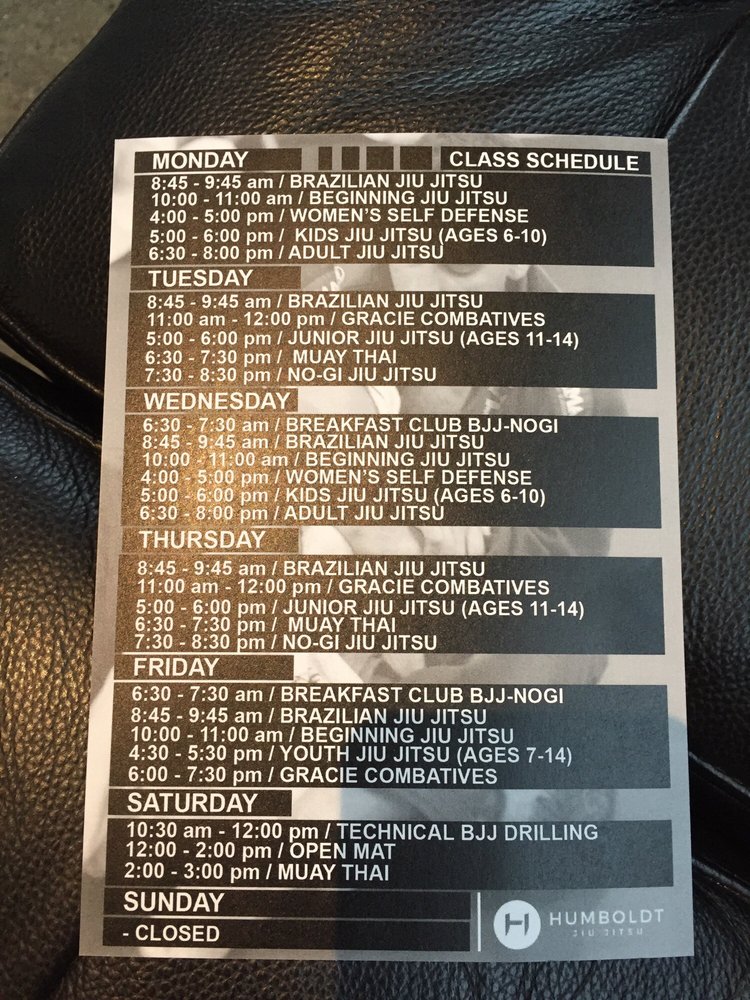 MONDAY
CLASS SCHEDULE
8:45 - 9:45 am / BRAZILIAN JIU JITSU
10:00 - 11:00 am / BEGINNING JIU JITSU
4:00 - 5:00 pm / WOMEN'S SELF DEFENSE
5:00 - 6:00 pm / KIDS JIU JITSU (AGES 6-10)
6:30 - 8:00 pm / ADULT JIU JITSU
TUESDAY
8:45 - 9:45 am / BRAZILIAN JIU JITSU
11:00 am - 12:00 pm / GRACIE COMBATIVES
5:00 - 6:00 pm / JUNIOR JIU JITSU (AGES 11-14)
6:30 - 7:30 pm / MUAY THAI
7:30 - 8:30 pm / NO-GI JIU JITSU
WEDNESDAY
6:30 - 7:30 am / BREAKFAST CLUB BJJ-NOGI
8:45 - 9:45 am / BRAZILIAN JIU JITSU
10:00 - 11:00 am / BEGINNING JIU JITSU
4:00 - 5:00 pm / WOMEN'S SELF DEFENSE
5:00 - 6:00 pm / KIDS JIU JITSU (AGES 6-10)
6:30 - 8:00 pm / ADULT JIU JITSU
THURSDAY
8:45 - 9:45 am / BRAZILIAN JIU JITSU
11:00 am - 12:00 pm / GRACIE COMBATIVES
5:00 - 6:00 pm / JUNIOR JIU JITSU (AGES 11-14)
6:30 - 7:30 pm / MUAY THAI
7:30 - 8:30 pm / NO-GI JIU JITSU
FRIDAY
6:30 - 7:30 am / BREAKFAST CLUB BJJ-NOGI
8:45 - 9:45 am / BRAZILIAN JIU JITSU
10:00 - 11:00 am / BEGINNING JIU JITSU
4:30 - 5:30 pm / YOUTH JIU JITSU (AGES 7-14)
6:00 - 7:30 pm / GRACIE COMBATIVES
SATURDAY
10:30 am - 12:00 pm / TECHNICAL BJJ DRILLING
12:00 - 2:00 pm / OPEN MAT
2:00 - 3:00 pm / MUAY THAI
SUNDAY
- CLOSED
H HUMBOLDT
JIU JITSU